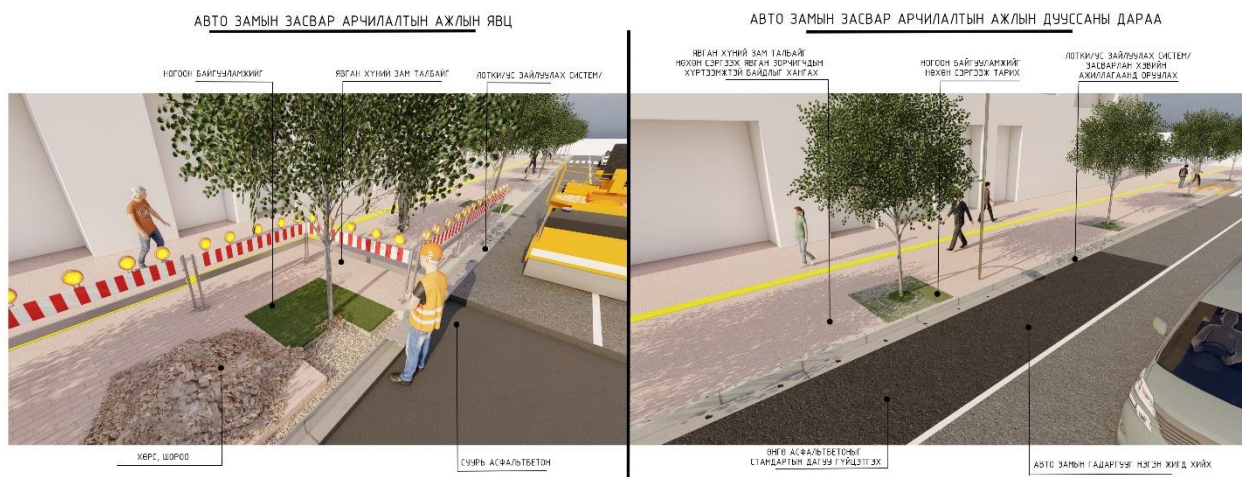 АВТО ЗАМЫН ЗАСВАР АРЧИЛАЛТЫН АЖЛЫН ЯВЦ
НОГООН БАЙГУУЛАМЖИЙГ
ЯВГАН ХҮНИЙ ЗАМ ТАЛБАЙГ
ЛОТКИ/УС ЗАЙЛУУЛАХ СИСТЕМ/
ХӨРС, ШОРОО
СУУРЬ АСФАЛЬТБЕТОН
АВТО ЗАМЫН ЗАСВАР АРЧИЛАЛТЫН АЖЛЫН ДУУССАНЫ ДАРАА
ЯВГАН ХҮНИЙ ЗАМ ТАЛБАЙГ
НӨХӨН СЭРГЭЭХ ЯВГАН ЗОРЧИГЧДЫН
ХҮРТЭЭМЖТЭЙ БАЙДЛЫГ ХАНГАХ
НОГООН БАЙГУУЛАМЖИЙГ
НӨХӨН СЭРГЭЭЖ ТАРИХ
ЛОТКИ/УС ЗАЙЛУУЛАХ СИСТЕМ/
ЗАСВАРЛАН ХЭВИЙН
АЖИЛЛАГААНД ОРУУЛАХ
ӨНГӨ АСФАЛЬТБЕТОНЫГ
СТАНДАРТЫН ДАГУУ ГҮЙЦЭТГЭХ
АВТО ЗАМЫН ГАДАРГУУГ НЭГЭН ЖИГД ХИЙХ